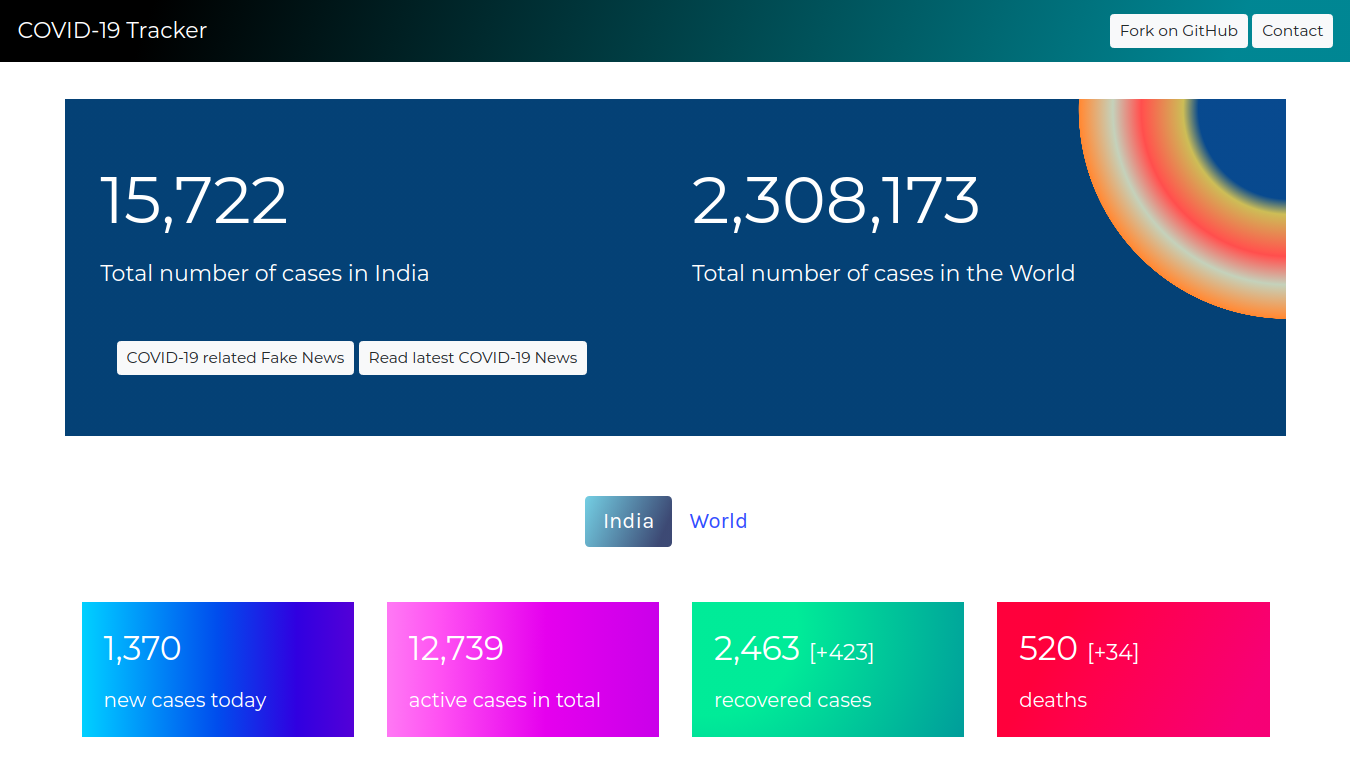 COVID-19 Tracker
Fork on GitHub
Contact
15,722
Total number of cases in India
2,308,173
Total number of cases in the World
COVID-19 related Fake News
Read latest COVID-19 News
India
World
1,370
new cases today
12,739
active cases in total
2,463 [+423]
recovered cases
520 [+34]
deaths